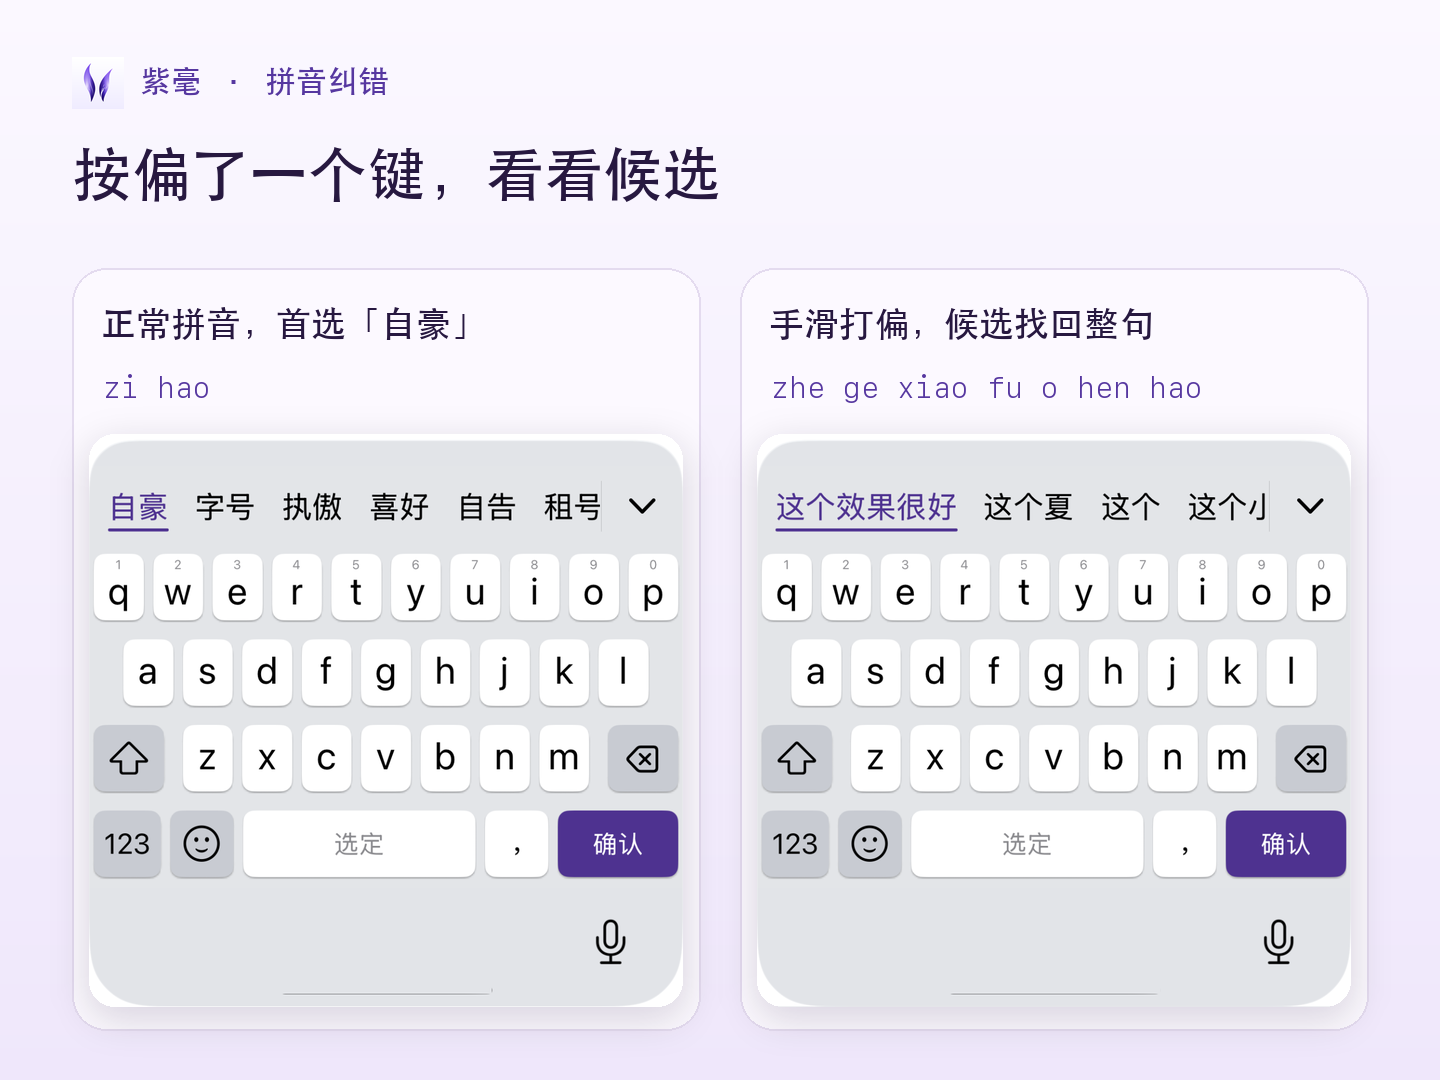 紫毫 · 拼音纠错
按偏了一个键，看看候选
正常拼音，首选「自豪」
zi hao
自豪 字号 执傲 喜好 自告 租号
1 2 3 4 5 6 7 8 9 0
q w e r t y u i o p
a s d f g h j k l
z x c v b n m
123 选定 ， 确认
手滑打偏，候选找回整句
zhe ge xiao fu o hen hao
这个效果很好 这个夏 这个 这个小
1 2 3 4 5 6 7 8 9 0
q w e r t y u i o p
a s d f g h j k l
z x c v b n m
123 选定 ， 确认